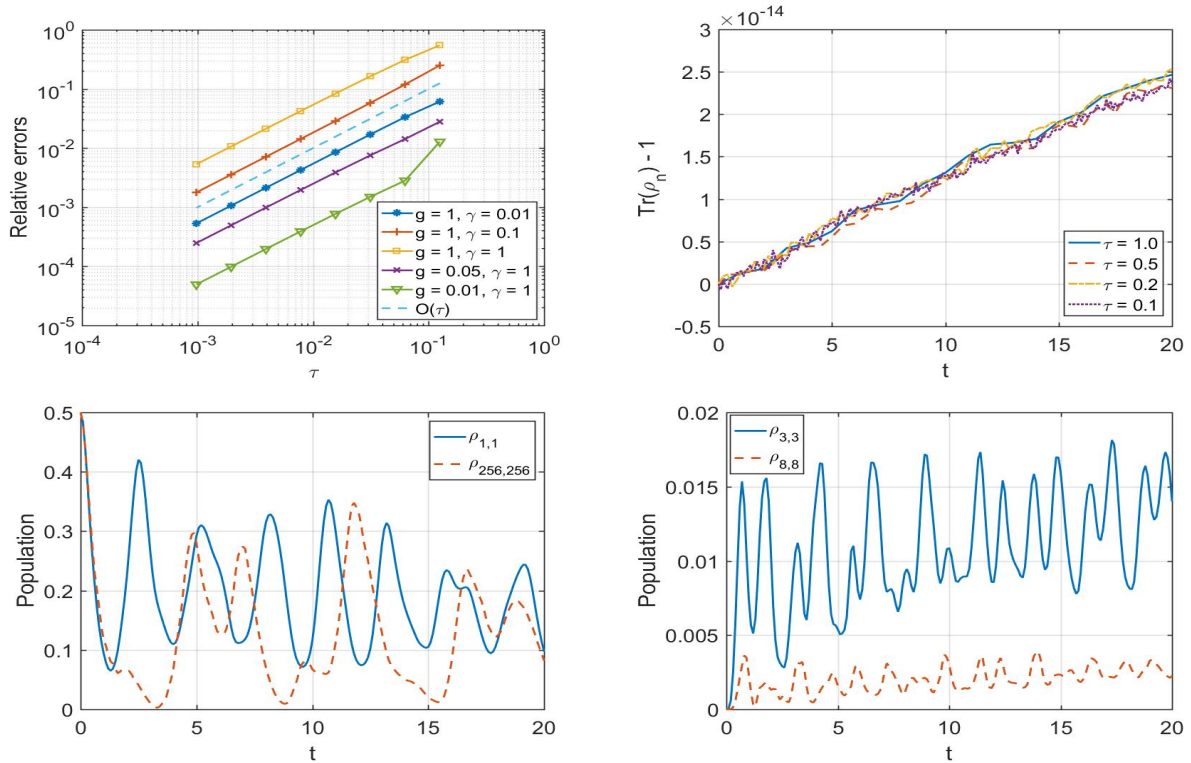 10^0
10^-1
10^-2
10^-3
10^-4
10^-5
Relative errors
g = 1, γ = 0.01
g = 1, γ = 0.1
g = 1, γ = 1
g = 0.05, γ = 1
g = 0.01, γ = 1
O(τ)
10^-4 10^-3 10^-2 10^-1 10^0
τ
×10^-14
3
2.5
2
1.5
1
0.5
0
-0.5
Tr(ρ_n) - 1
τ = 1.0
τ = 0.5
τ = 0.2
τ = 0.1
0 5 10 15 20
t
0.5
0.4
0.3
0.2
0.1
0
Population
ρ_1,1
ρ_256,256
0 5 10 15 20
t
0.02
0.015
0.01
0.005
0
Population
ρ_3,3
ρ_8,8
0 5 10 15 20
t